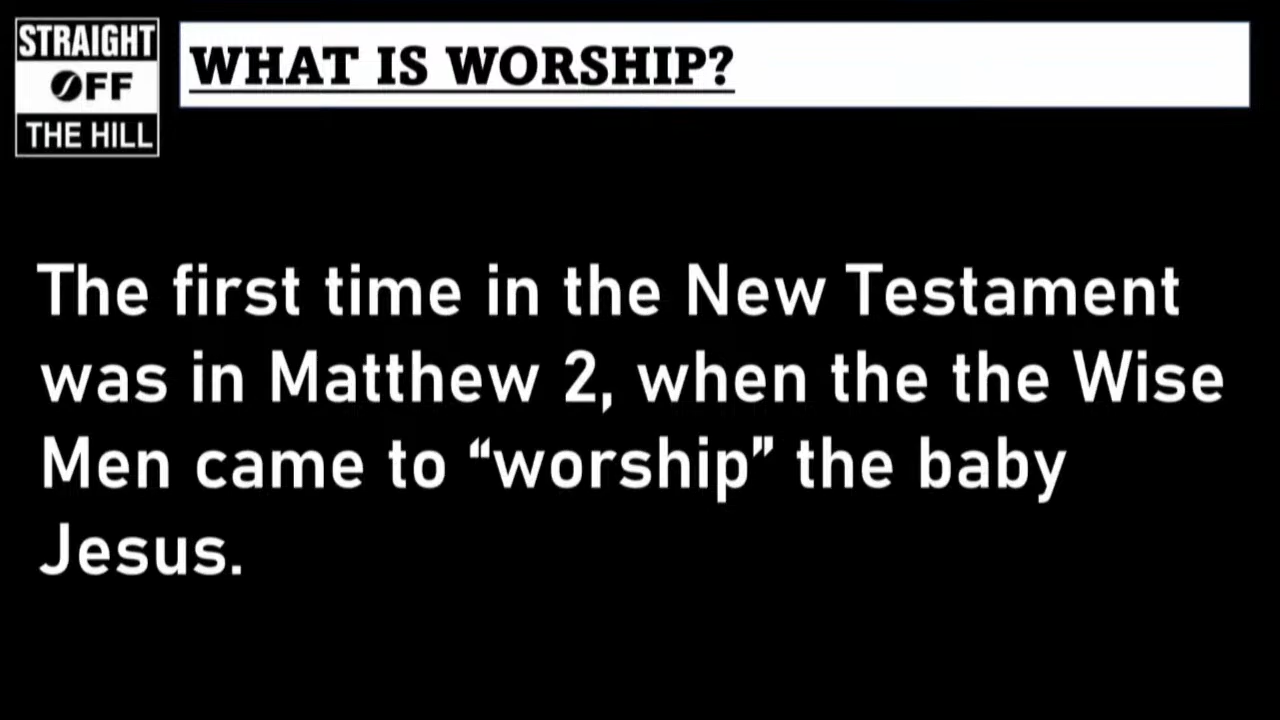 STRAIGHT
OFF
THE HILL
WHAT IS WORSHIP?
The first time in the New Testament
was in Matthew 2, when the the Wise
Men came to “worship” the baby
Jesus.